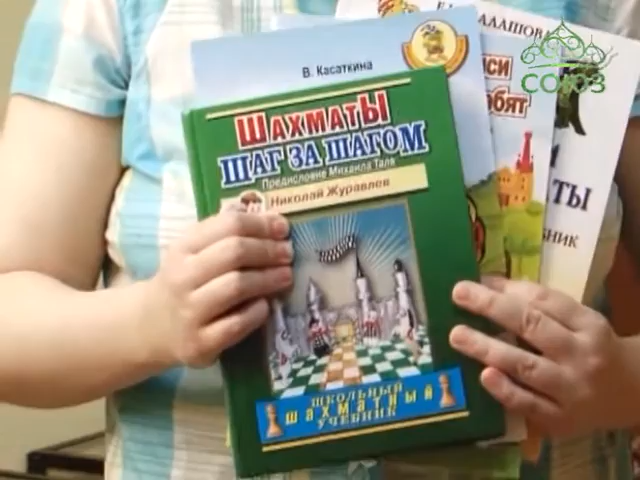 СОЮЗ
В. Касаткина
ШАХМАТЫ
ШАГ ЗА ШАГОМ
Предисловие Михаила Таля
Николай Журавлев
ШКОЛЬНЫЙ
ШАХМАТНЫЙ
УЧЕБНИК